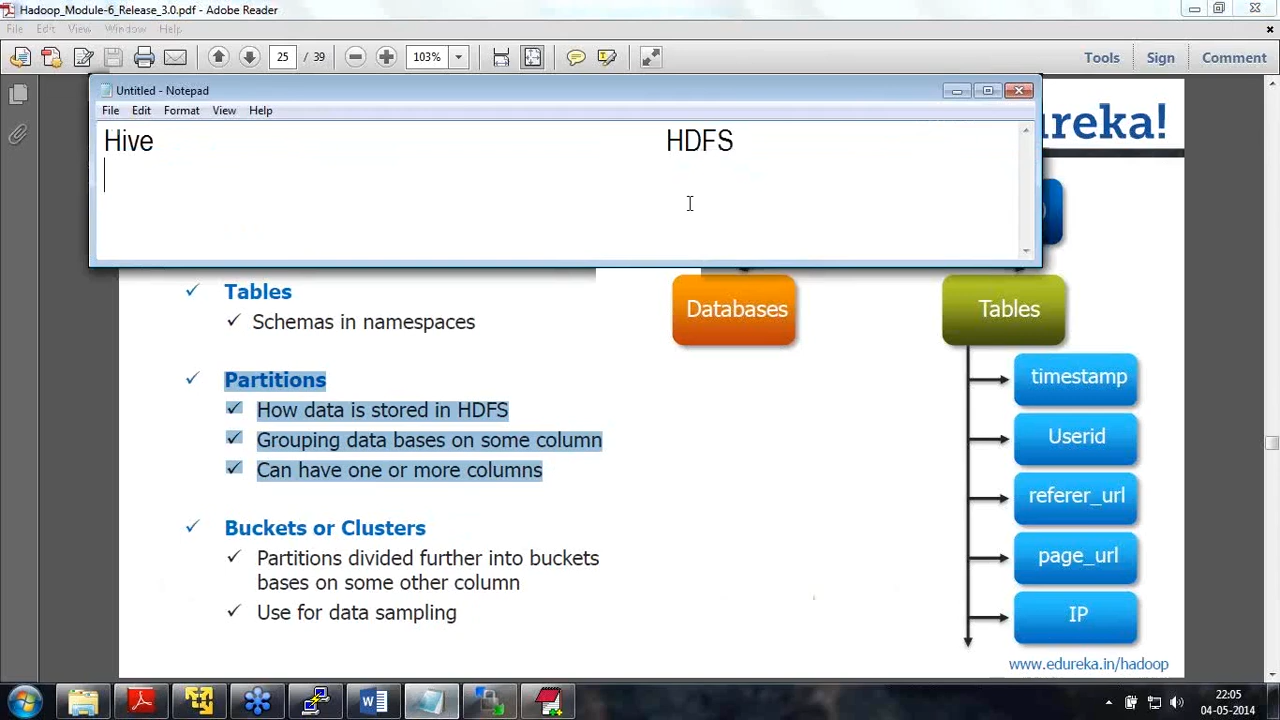 Hadoop_Module-6_Release_3.0.pdf - Adobe Reader
File Edit View Window Help
25 / 39 103% Tools Sign Comment
Untitled - Notepad
File Edit Format View Help
Hive HDFS
ureka!
Tables
Schemas in namespaces
Partitions
How data is stored in HDFS
Grouping data bases on some column
Can have one or more columns
Buckets or Clusters
Partitions divided further into buckets
bases on some other column
Use for data sampling
Databases
Tables
timestamp
Userid
referer_url
page_url
IP
www.edureka.in/hadoop
22:05
04-05-2014